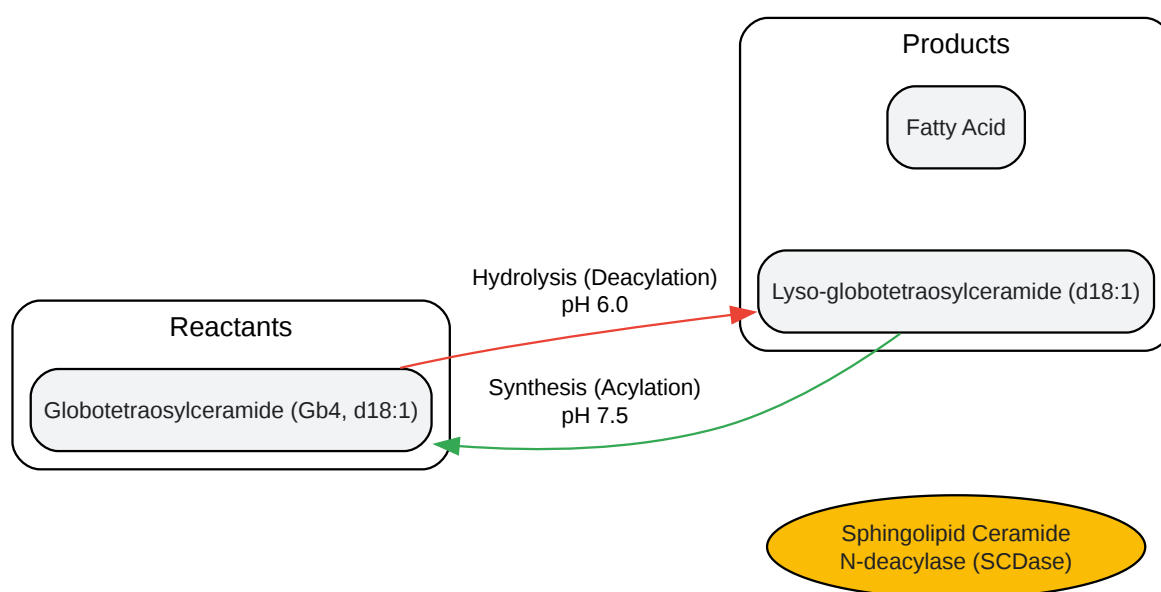 Products
Fatty Acid
Lyso-globotetraosylceramide (d18:1)
Hydrolysis (Deacylation)
pH 6.0
Reactants
Globotetraosylceramide (Gb4, d18:1)
Synthesis (Acylation)
pH 7.5
Sphingolipid Ceramide
N-deacylase (SCDase)